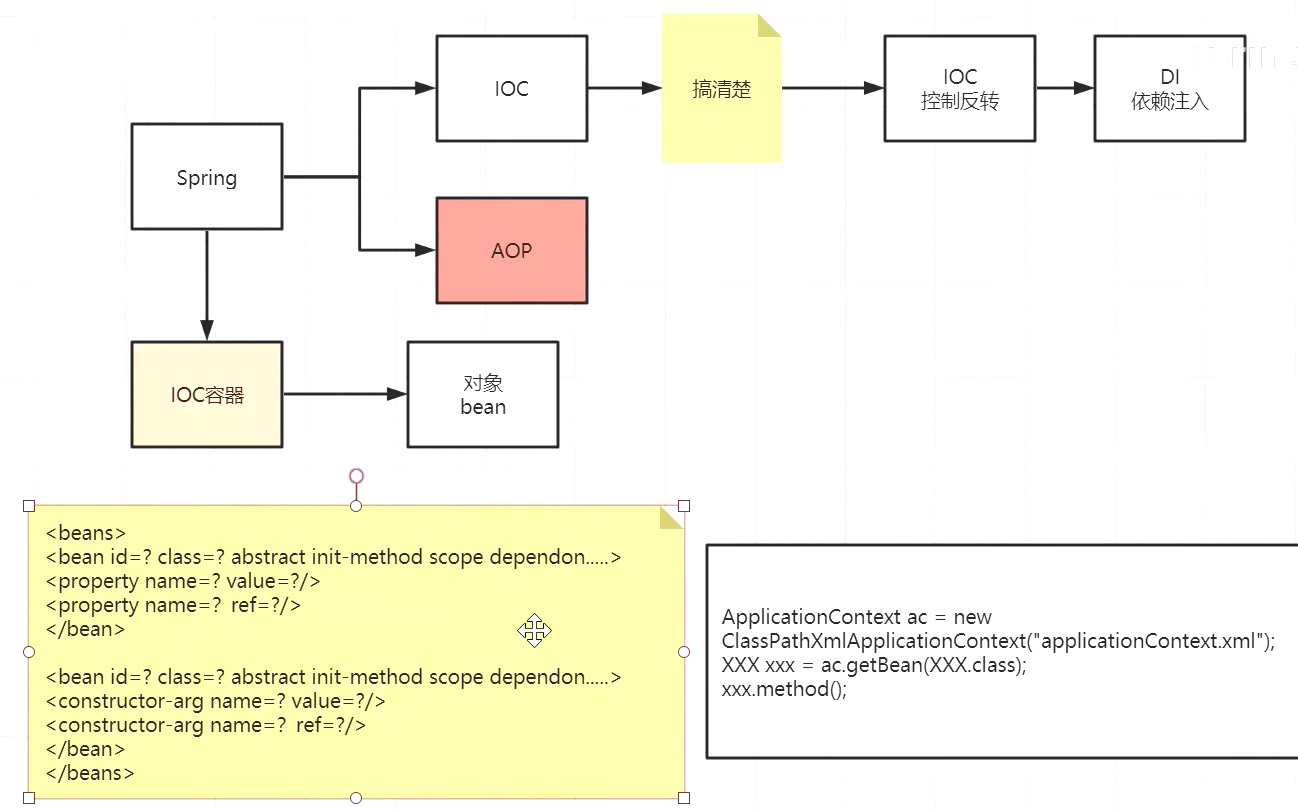 IOC
搞清楚
IOC
控制反转
DI
依赖注入
Spring
AOP
IOC容器
对象
bean
<beans>
<bean id=? class=? abstract init-method scope dependon.....>
<property name=? value=?/>
<property name=? ref=?/>
</bean>
<bean id=? class=? abstract init-method scope dependon.....>
<constructor-arg name=? value=?/>
<constructor-arg name=? ref=?/>
</bean>
</beans>
ApplicationContext ac = new
ClassPathXmlApplicationContext("applicationContext.xml");
XXX xxx = ac.getBean(XXX.class);
xxx.method();